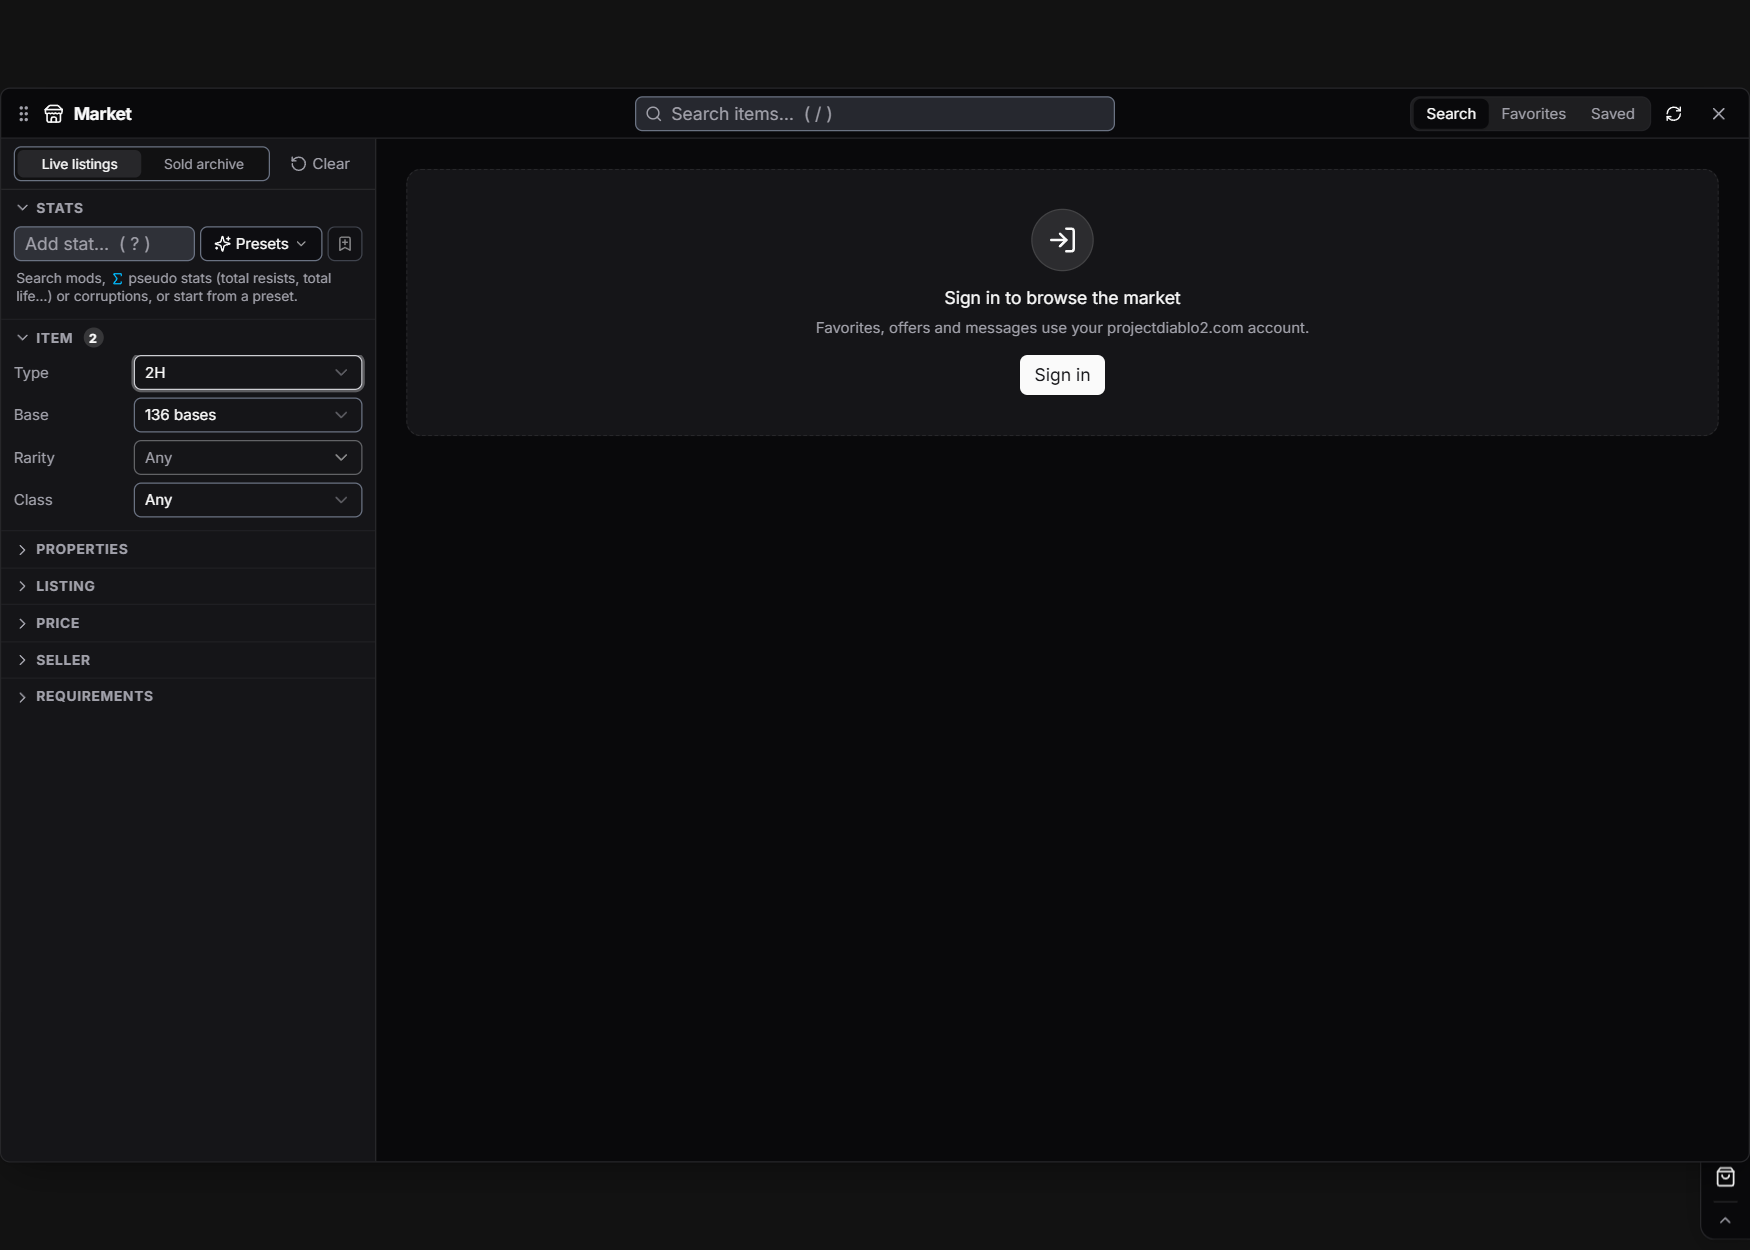 Market
Search items... ( / )
Search
Favorites
Saved
Live listings
Sold archive
Clear
STATS
Add stat... ( ? )
Presets
Search mods, Σ pseudo stats (total resists, total
life...) or corruptions, or start from a preset.
ITEM 2
Type
2H
Base
136 bases
Rarity
Any
Class
Any
PROPERTIES
LISTING
PRICE
SELLER
REQUIREMENTS
Sign in to browse the market
Favorites, offers and messages use your projectdiablo2.com account.
Sign in